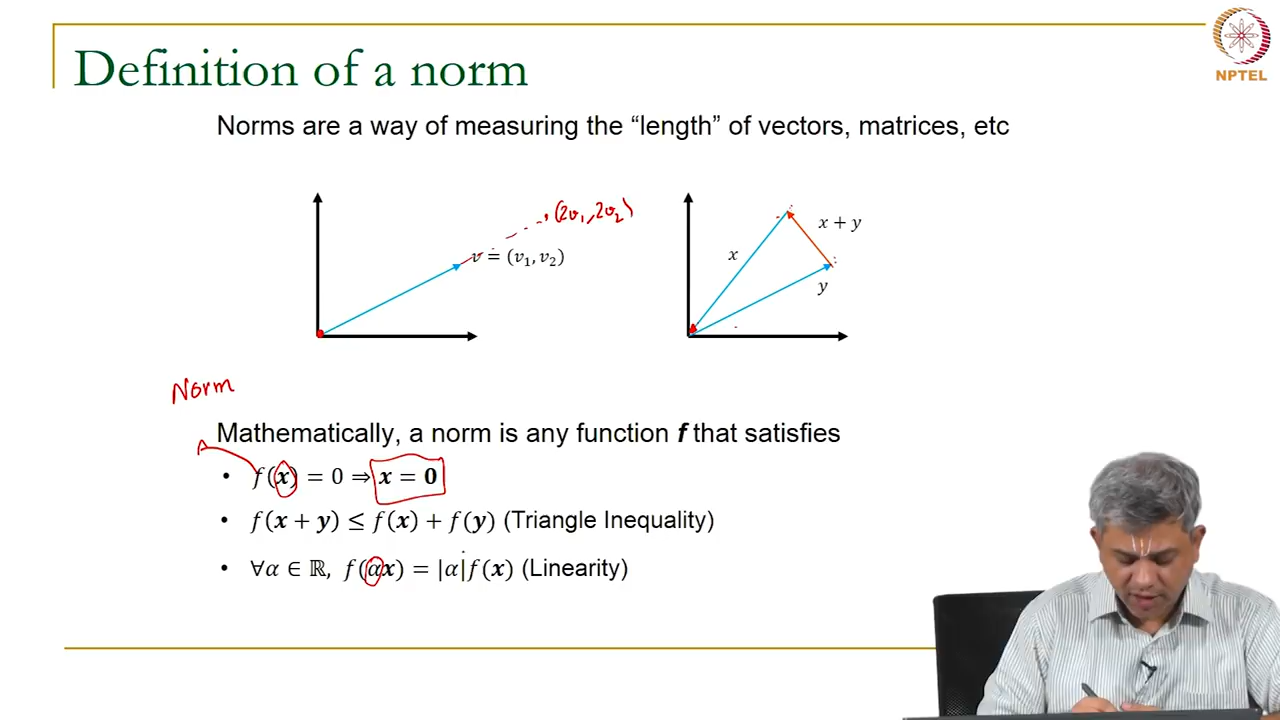 NPTEL
Definition of a norm
Norms are a way of measuring the “length” of vectors, matrices, etc
(2v₁, 2v₂)
v = (v₁, v₂)
x + y
x
y
Norm
Mathematically, a norm is any function f that satisfies
• f(x) = 0 ⇒ x = 0
• f(x + y) ≤ f(x) + f(y) (Triangle Inequality)
• ∀α ∈ ℝ, f(αx) = |α|f(x) (Linearity)